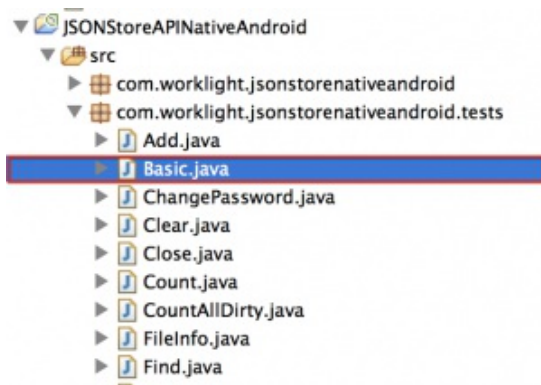 JSONStoreAPINativeAndroid
src
com.worklight.jsonstorenativeandroid
com.worklight.jsonstorenativeandroid.tests
Add.java
Basic.java
ChangePassword.java
Clear.java
Close.java
Count.java
CountAllDirty.java
FileInfo.java
Find.java